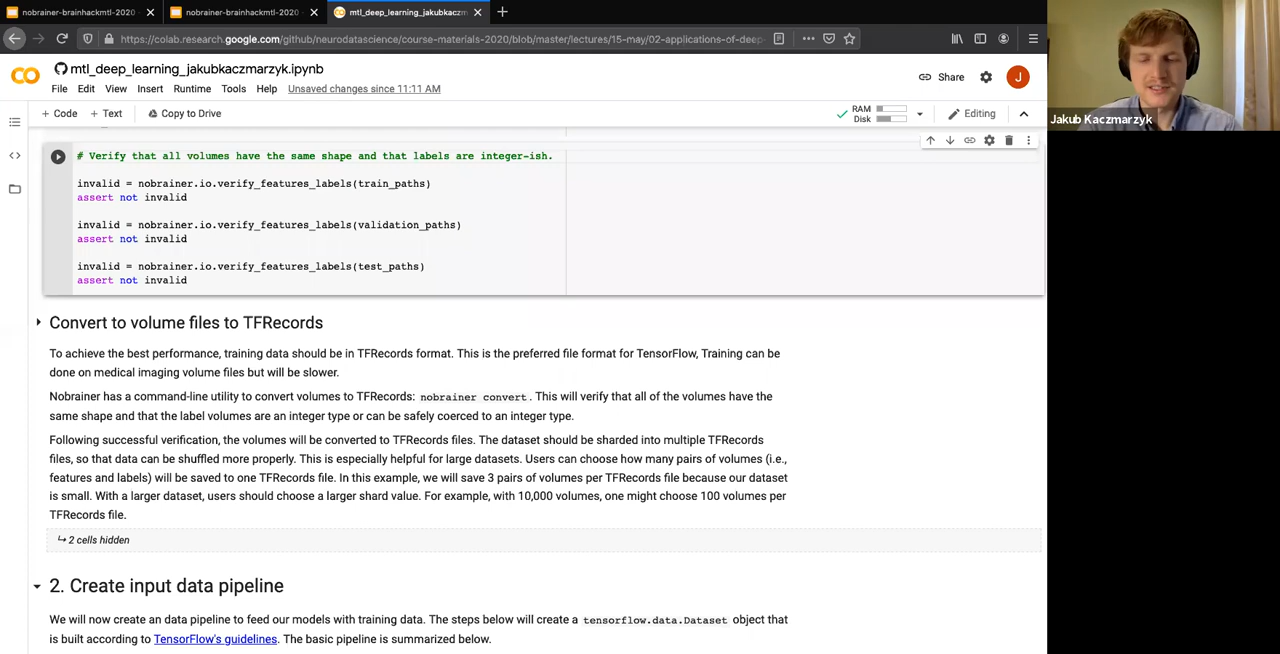 nobrainer-brainhackmtl-2020
nobrainer-brainhackmtl-2020
mtl_deep_learning_jakubkaczm
https://colab.research.google.com/github/neurodatascience/course-materials-2020/blob/master/lectures/15-may/02-applications-of-deep-
mtl_deep_learning_jakubkaczmarzyk.ipynb
Share
J
File Edit View Insert Runtime Tools Help Unsaved changes since 11:11 AM
+ Code + Text Copy to Drive
RAM
Disk
Editing
Jakub Kaczmarzyk
# Verify that all volumes have the same shape and that labels are integer-ish.
invalid = nobrainer.io.verify_features_labels(train_paths)
assert not invalid
invalid = nobrainer.io.verify_features_labels(validation_paths)
assert not invalid
invalid = nobrainer.io.verify_features_labels(test_paths)
assert not invalid
Convert to volume files to TFRecords
To achieve the best performance, training data should be in TFRecords format. This is the preferred file format for TensorFlow, Training can be
done on medical imaging volume files but will be slower.
Nobrainer has a command-line utility to convert volumes to TFRecords: nobrainer convert. This will verify that all of the volumes have the
same shape and that the label volumes are an integer type or can be safely coerced to an integer type.
Following successful verification, the volumes will be converted to TFRecords files. The dataset should be sharded into multiple TFRecords
files, so that data can be shuffled more properly. This is especially helpful for large datasets. Users can choose how many pairs of volumes (i.e.,
features and labels) will be saved to one TFRecords file. In this example, we will save 3 pairs of volumes per TFRecords file because our dataset
is small. With a larger dataset, users should choose a larger shard value. For example, with 10,000 volumes, one might choose 100 volumes per
TFRecords file.
2 cells hidden
2. Create input data pipeline
We will now create an data pipeline to feed our models with training data. The steps below will create a tensorflow.data.Dataset object that
is built according to TensorFlow's guidelines. The basic pipeline is summarized below.